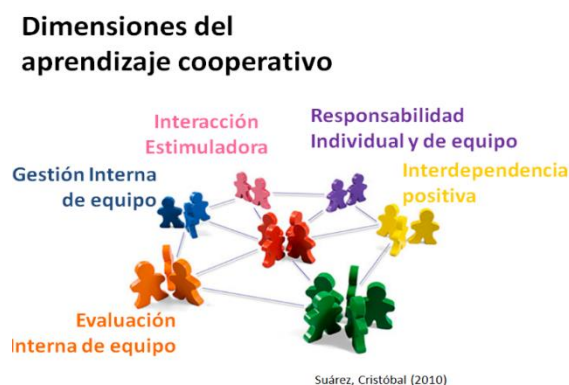 Dimensiones del
aprendizaje cooperativo
Interacción
Estimuladora
Responsabilidad
Individual y de equipo
Gestión Interna
de equipo
Interdependencia
positiva
Evaluación
Interna de equipo
Suárez, Cristóbal (2010)